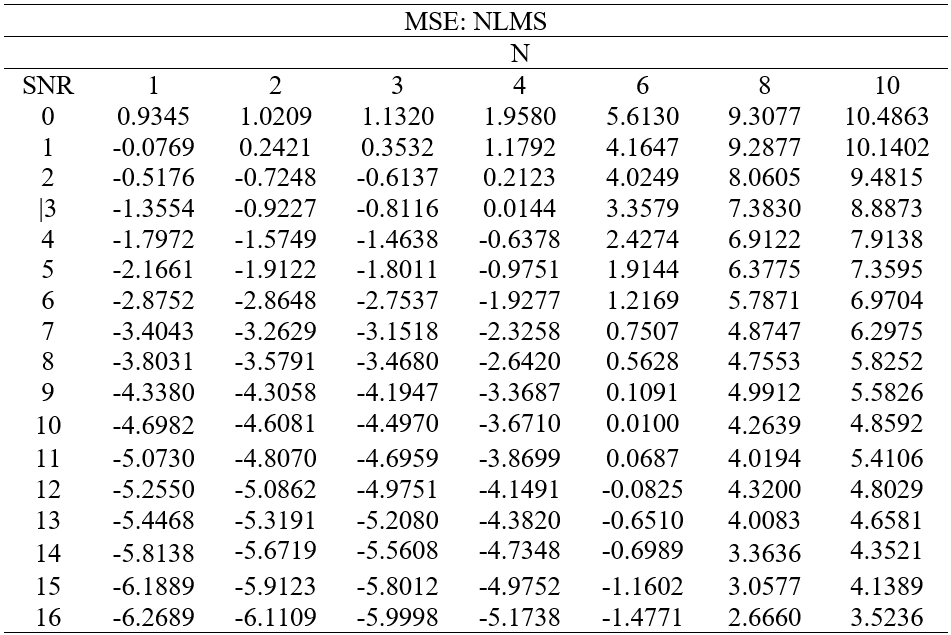 MSE: NLMS
N
SNR 1 2 3 4 6 8 10
0 0.9345 1.0209 1.1320 1.9580 5.6130 9.3077 10.4863
1 -0.0769 0.2421 0.3532 1.1792 4.1647 9.2877 10.1402
2 -0.5176 -0.7248 -0.6137 0.2123 4.0249 8.0605 9.4815
|3 -1.3554 -0.9227 -0.8116 0.0144 3.3579 7.3830 8.8873
4 -1.7972 -1.5749 -1.4638 -0.6378 2.4274 6.9122 7.9138
5 -2.1661 -1.9122 -1.8011 -0.9751 1.9144 6.3775 7.3595
6 -2.8752 -2.8648 -2.7537 -1.9277 1.2169 5.7871 6.9704
7 -3.4043 -3.2629 -3.1518 -2.3258 0.7507 4.8747 6.2975
8 -3.8031 -3.5791 -3.4680 -2.6420 0.5628 4.7553 5.8252
9 -4.3380 -4.3058 -4.1947 -3.3687 0.1091 4.9912 5.5826
10 -4.6982 -4.6081 -4.4970 -3.6710 0.0100 4.2639 4.8592
11 -5.0730 -4.8070 -4.6959 -3.8699 0.0687 4.0194 5.4106
12 -5.2550 -5.0862 -4.9751 -4.1491 -0.0825 4.3200 4.8029
13 -5.4468 -5.3191 -5.2080 -4.3820 -0.6510 4.0083 4.6581
14 -5.8138 -5.6719 -5.5608 -4.7348 -0.6989 3.3636 4.3521
15 -6.1889 -5.9123 -5.8012 -4.9752 -1.1602 3.0577 4.1389
16 -6.2689 -6.1109 -5.9998 -5.1738 -1.4771 2.6660 3.5236